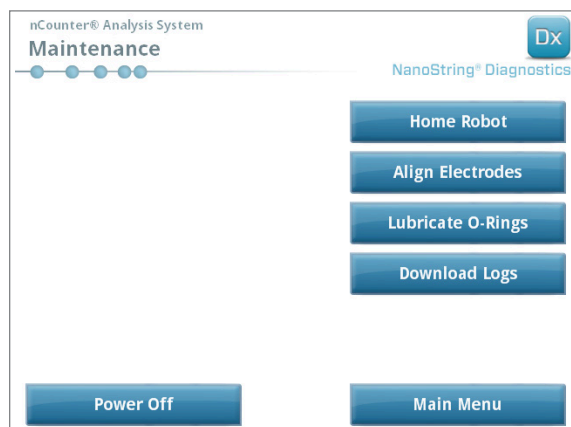 nCounter® Analysis System
Maintenance
Dx
NanoString® Diagnostics
Home Robot
Align Electrodes
Lubricate O-Rings
Download Logs
Power Off
Main Menu